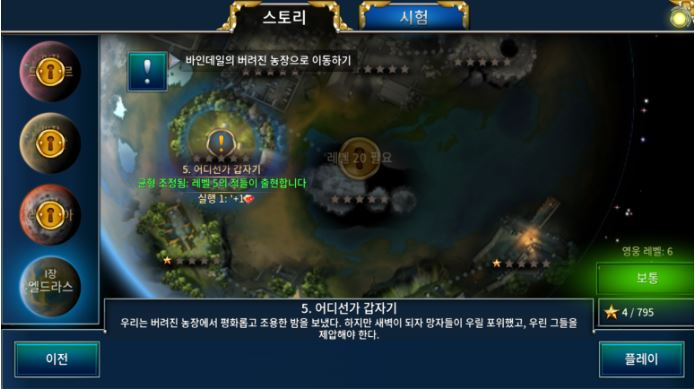 스토리
시험
바인데일의 버려진 농장으로 이동하기
레벨 20 필요
5. 어디선가 갑자기
균형 조정됨: 레벨 5의 적들이 출현합니다
실행 1: '+1
영웅 레벨: 6
보통
4 / 795
1장
엘드라스
5. 어디선가 갑자기
우리는 버려진 농장에서 평화롭고 조용한 밤을 보냈다. 하지만 새벽이 되자 망자들이 우릴 포위했고, 우린 그들을
제압해야 한다.
이전
플레이